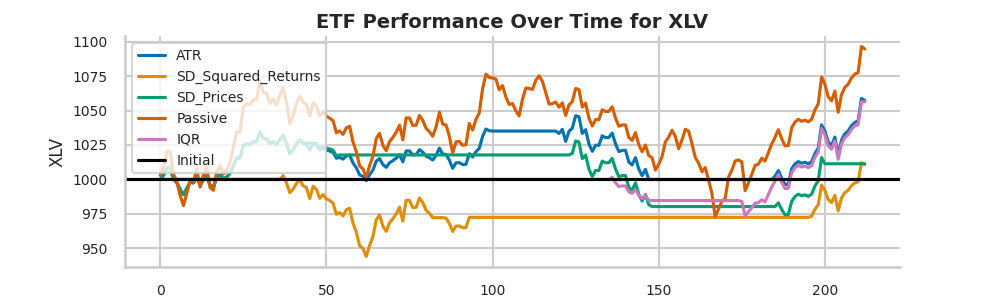 ETF Performance Over Time for XLV
XLV
1100
1075
1050
1025
1000
975
950
ATR
SD_Squared_Returns
SD_Prices
Passive
IQR
Initial
0
50
100
150
200